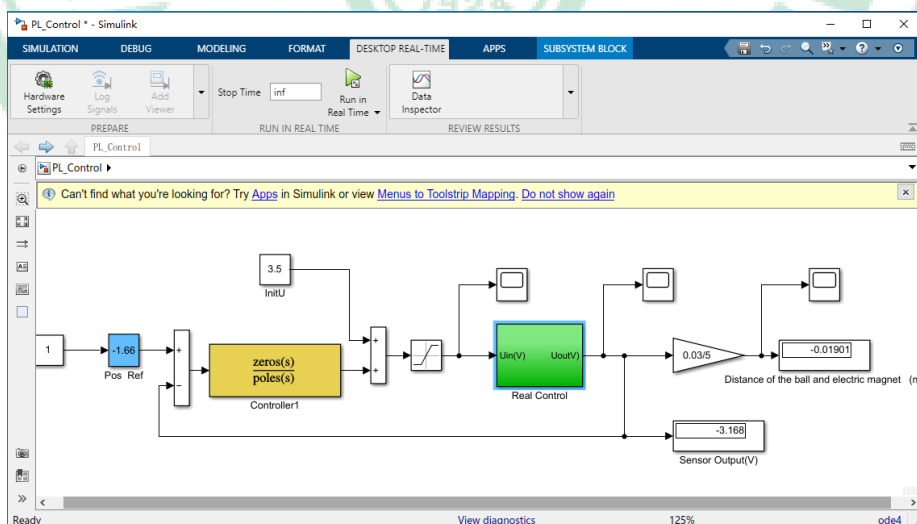 PL_Control * - Simulink
SIMULATION DEBUG MODELING FORMAT DESKTOP REAL-TIME APPS SUBSYSTEM BLOCK
Hardware Settings
Log Signals
Add Viewer
Stop Time inf
Run in Real Time
Data Inspector
PREPARE RUN IN REAL TIME REVIEW RESULTS
PL_Control
PL_Control
Can't find what you're looking for? Try Apps in Simulink or view Menus to Toolstrip Mapping. Do not show again
3.5
InitU
1
-1.66
Pos Ref
+
−
zeros(s)
poles(s)
Controller1
+
+
Uin(V) UoutV)
Real Control
0.03/5
-0.01901
Distance of the ball and electric magnet (m
-3.168
Sensor Output(V)
Ready View diagnostics 125% ode4